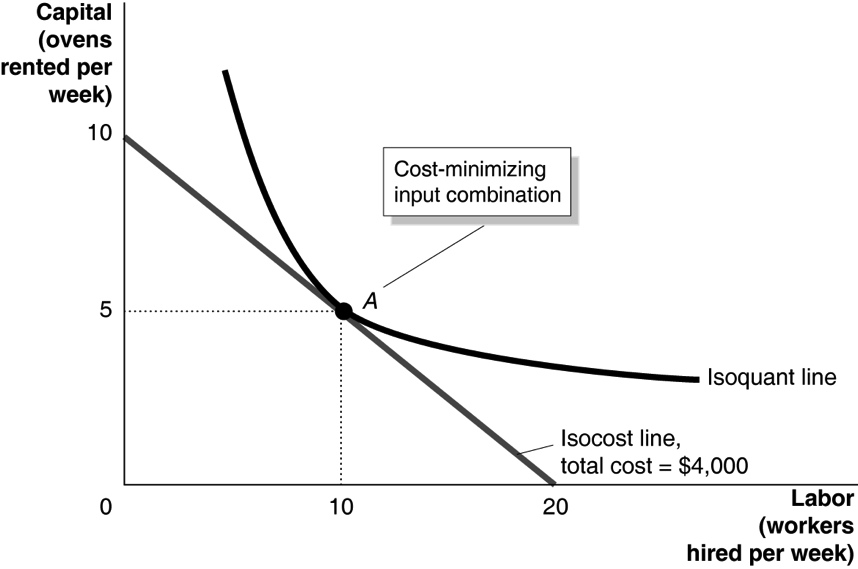 Capital
(ovens
rented per
week)
10
Cost-minimizing
input combination
A
5
Isoquant line
Isocost line,
total cost = $4,000
0
10
20
Labor
(workers
hired per week)